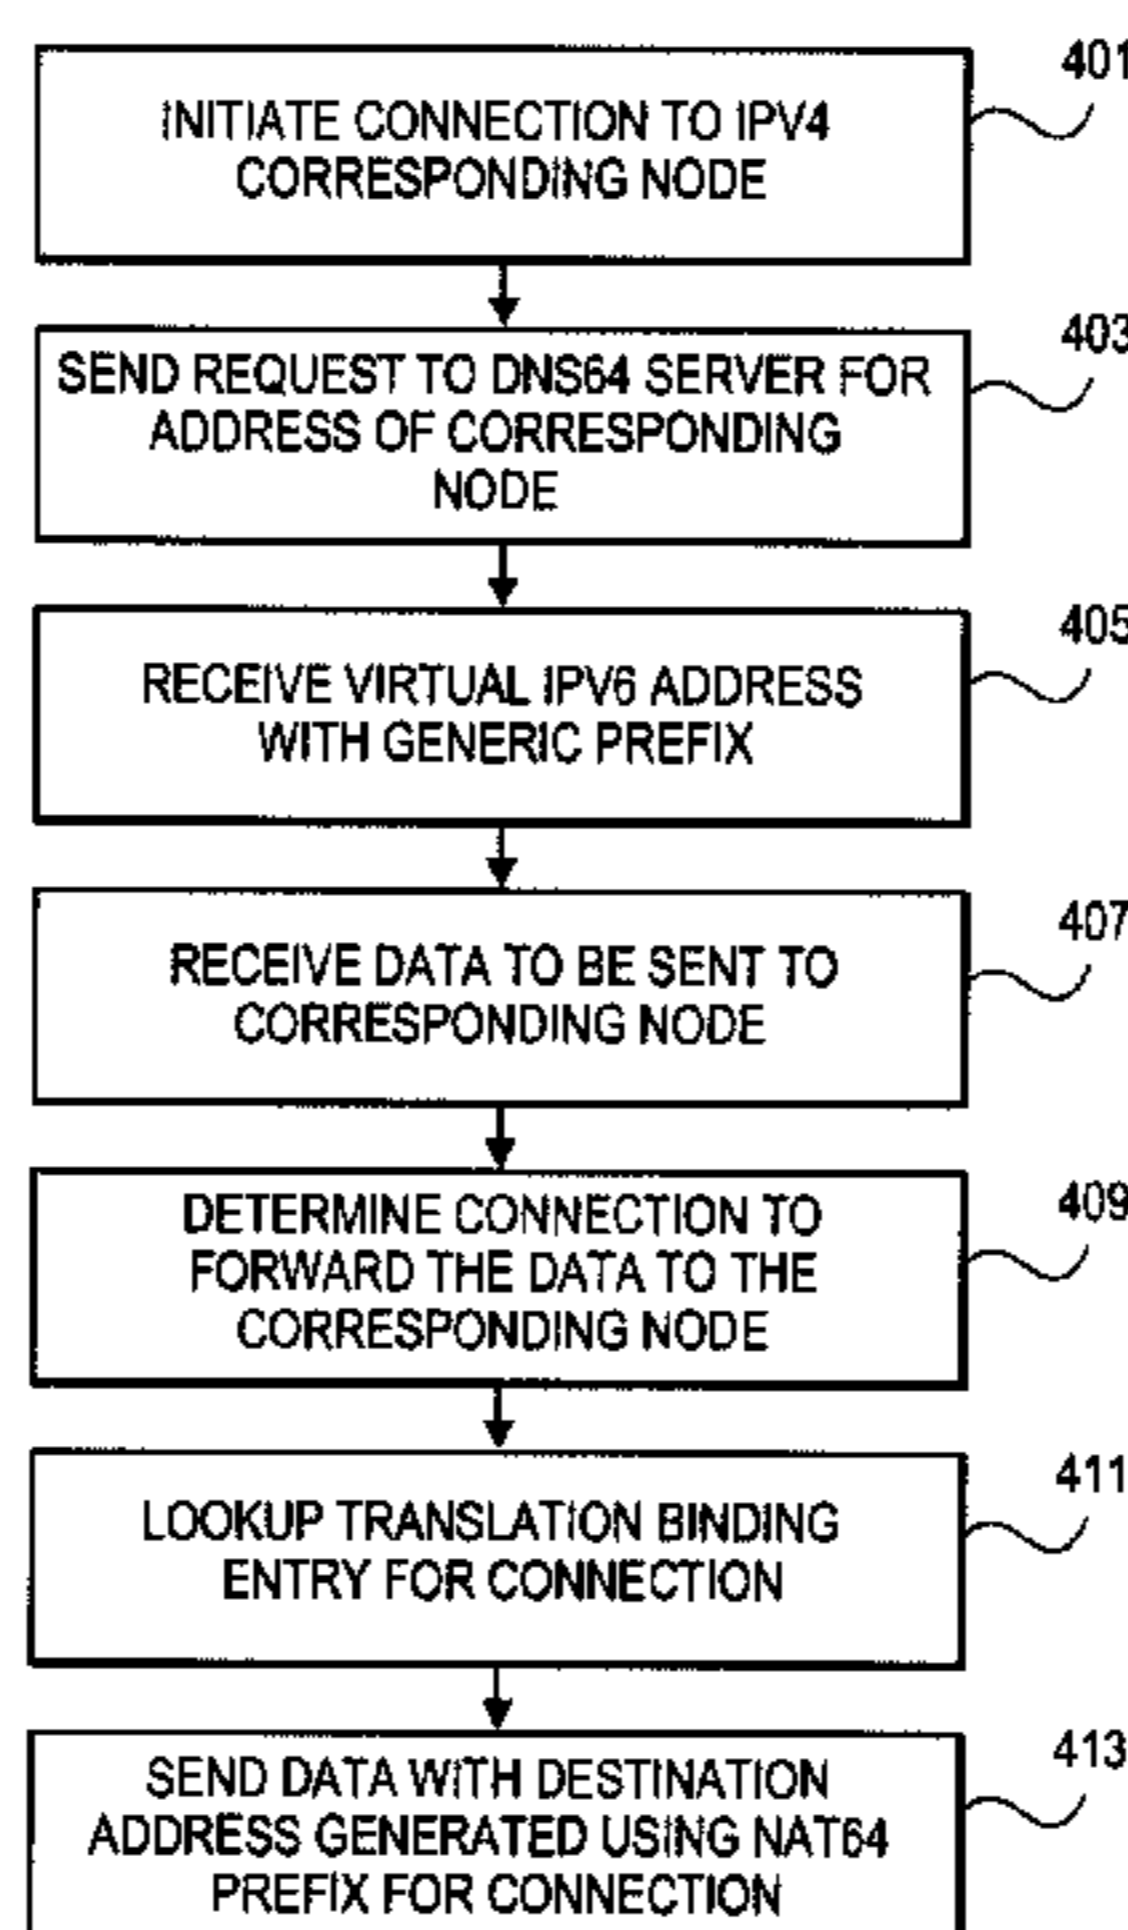 401
INITIATE CONNECTION TO IPV4
CORRESPONDING NODE
403
SEND REQUEST TO DNS64 SERVER FOR
ADDRESS OF CORRESPONDING
NODE
405
RECEIVE VIRTUAL IPV6 ADDRESS
WITH GENERIC PREFIX
407
RECEIVE DATA TO BE SENT TO
CORRESPONDING NODE
409
DETERMINE CONNECTION TO
FORWARD THE DATA TO THE
CORRESPONDING NODE
411
LOOKUP TRANSLATION BINDING
ENTRY FOR CONNECTION
413
SEND DATA WITH DESTINATION
ADDRESS GENERATED USING NAT64
PREFIX FOR CONNECTION